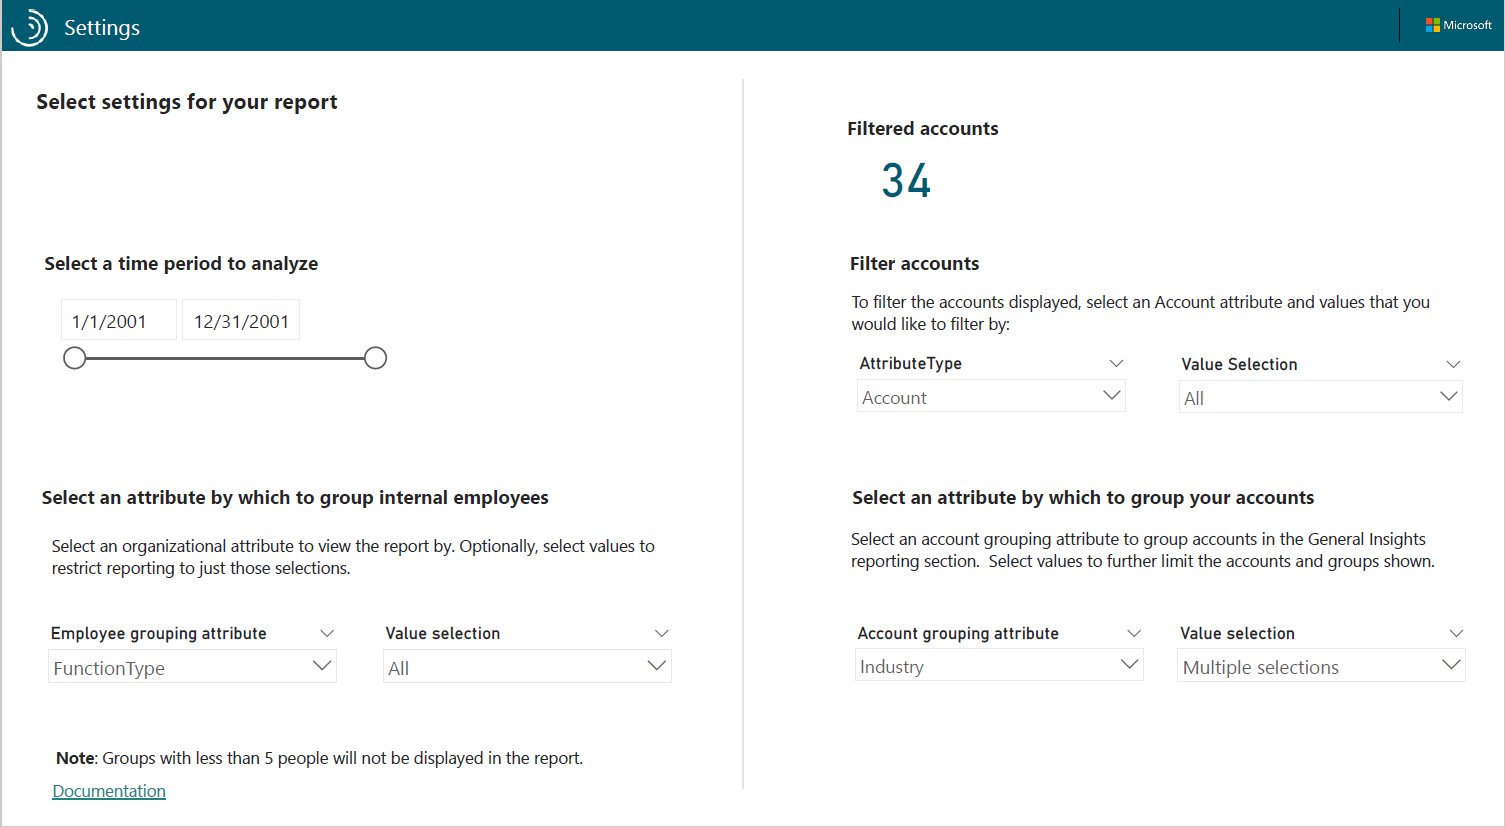 Settings
Microsoft
Select settings for your report
Select a time period to analyze
1/1/2001
12/31/2001
Select an attribute by which to group internal employees
Select an organizational attribute to view the report by. Optionally, select values to
restrict reporting to just those selections.
Employee grouping attribute
Value selection
FunctionType
All
Note: Groups with less than 5 people will not be displayed in the report.
Documentation
Filtered accounts
34
Filter accounts
To filter the accounts displayed, select an Account attribute and values that you
would like to filter by:
AttributeType
Value Selection
Account
All
Select an attribute by which to group your accounts
Select an account grouping attribute to group accounts in the General Insights
reporting section.  Select values to further limit the accounts and groups shown.
Account grouping attribute
Value selection
Industry
Multiple selections